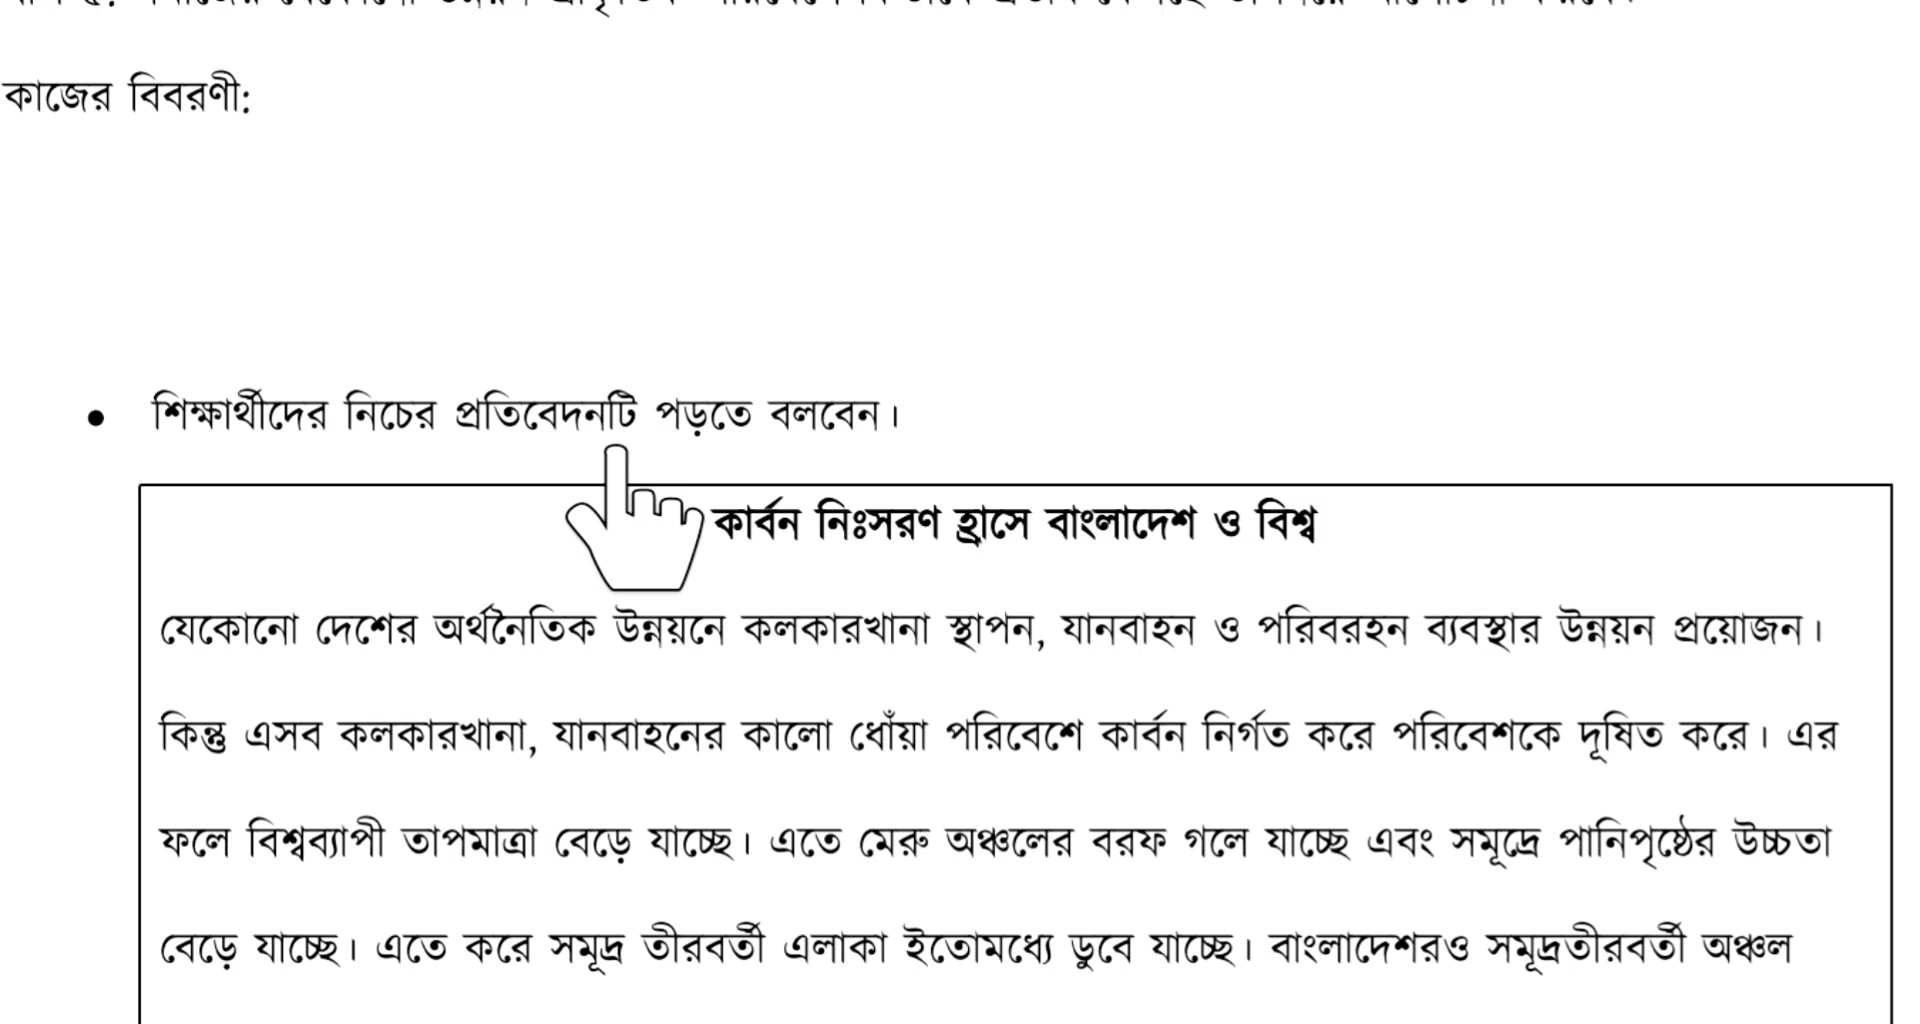 কাজের বিবরণী:
● শিক্ষার্থীদের নিচের প্রতিবেদনটি পড়তে বলবেন।
কার্বন নিঃসরণ হ্রাসে বাংলাদেশ ও বিশ্ব
যেকোনো দেশের অর্থনৈতিক উন্নয়নে কলকারখানা স্থাপন, যানবাহন ও পরিবরহন ব্যবস্থার উন্নয়ন প্রয়োজন।
কিন্তু এসব কলকারখানা, যানবাহনের কালো ধোঁয়া পরিবেশে কার্বন নির্গত করে পরিবেশকে দূষিত করে। এর
ফলে বিশ্বব্যাপী তাপমাত্রা বেড়ে যাচ্ছে। এতে মেরু অঞ্চলের বরফ গলে যাচ্ছে এবং সমূদ্রে পানিপৃষ্ঠের উচ্চতা
বেড়ে যাচ্ছে। এতে করে সমূদ্র তীরবর্তী এলাকা ইতোমধ্যে ডুবে যাচ্ছে। বাংলাদেশরও সমূদ্রতীরবর্তী অঞ্চল